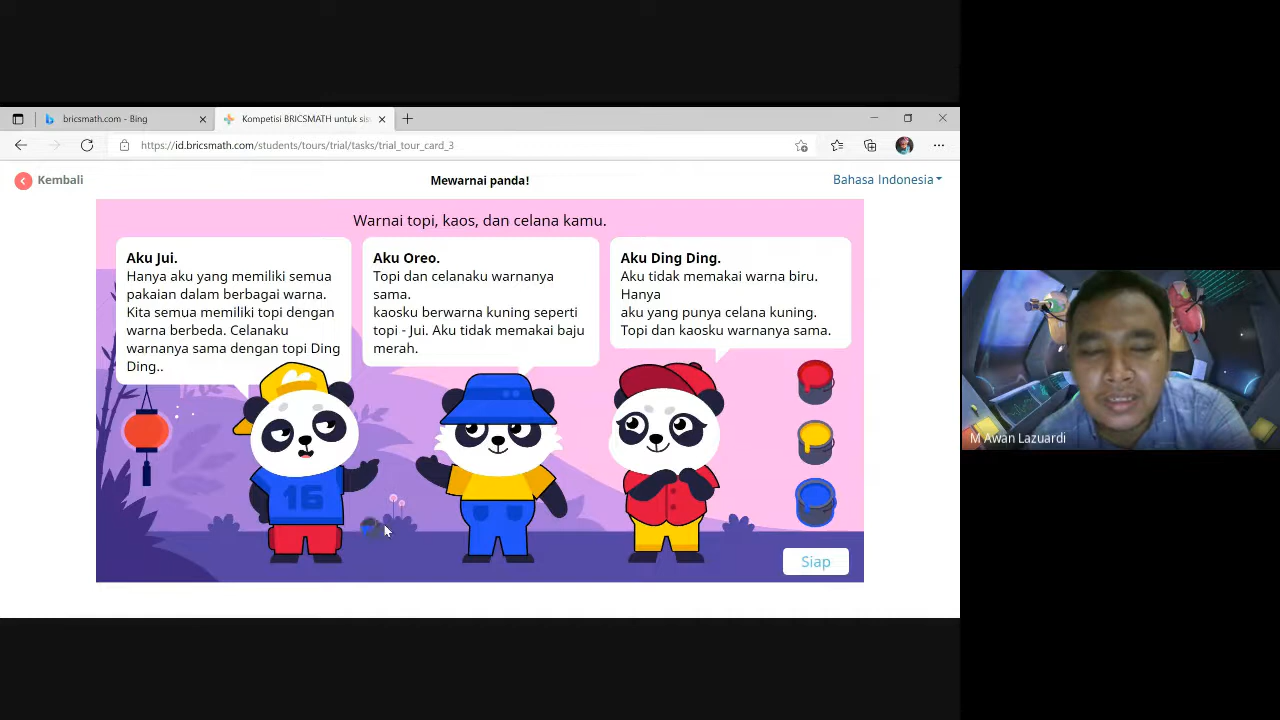 bricsmath.com - Bing
Kompetisi BRICSMATH untuk sis
https://id.bricsmath.com/students/tours/trial/tasks/trial_tour_card_3
Kembali
Mewarnai panda!
Bahasa Indonesia
Warnai topi, kaos, dan celana kamu.
Aku Jui.
Hanya aku yang memiliki semua
pakaian dalam berbagai warna.
Kita semua memiliki topi dengan
warna berbeda. Celanaku
warnanya sama dengan topi Ding
Ding..
Aku Oreo.
Topi dan celanaku warnanya
sama.
kaosku berwarna kuning seperti
topi - Jui. Aku tidak memakai baju
merah.
Aku Ding Ding.
Aku tidak memakai warna biru.
Hanya
aku yang punya celana kuning.
Topi dan kaosku warnanya sama.
16
Siap
M Awan Lazuardi